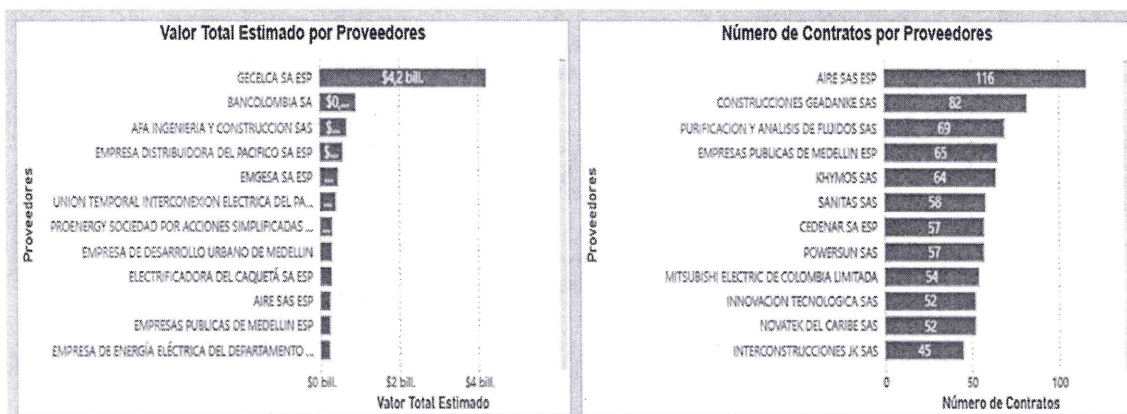 Valor Total Estimado por Proveedores
Proveedores
GECELCA SA ESP
$4,2 bill.
BANCOLOMBIA SA
$0,...
AFA INGENIERIA Y CONSTRUCCION SAS
$...
EMPRESA DISTRIBUIDORA DEL PACIFICO SA ESP
$...
EMGESA SA ESP
...
UNION TEMPORAL INTERCONEXION ELECTRICA DEL PA...
...
PROENERGY SOCIEDAD POR ACCIONES SIMPLIFICADAS ...
...
EMPRESA DE DESARROLLO URBANO DE MEDELLIN
ELECTRIFICADORA DEL CAQUETÁ SA ESP
AIRE SAS ESP
EMPRESAS PUBLICAS DE MEDELLIN ESP
EMPRESA DE ENERGÍA ELÉCTRICA DEL DEPARTAMENTO ...
$0 bill. $2 bill. $4 bill.
Valor Total Estimado
Número de Contratos por Proveedores
Proveedores
AIRE SAS ESP 116
CONSTRUCCIONES GEADANKE SAS 82
PURIFICACION Y ANALISIS DE FLUIDOS SAS 69
EMPRESAS PUBLICAS DE MEDELLIN ESP 65
KHYMOS SAS 64
SANITAS SAS 58
CEDENAR SA ESP 57
POWERSUN SAS 57
MITSUBISHI ELECTRIC DE COLOMBIA LIMITADA 54
INNOVACION TECNOLOGICA SAS 52
NOVATEK DEL CARIBE SAS 52
INTERCONSTRUCCIONES JK SAS 45
0 50 100
Número de Contratos